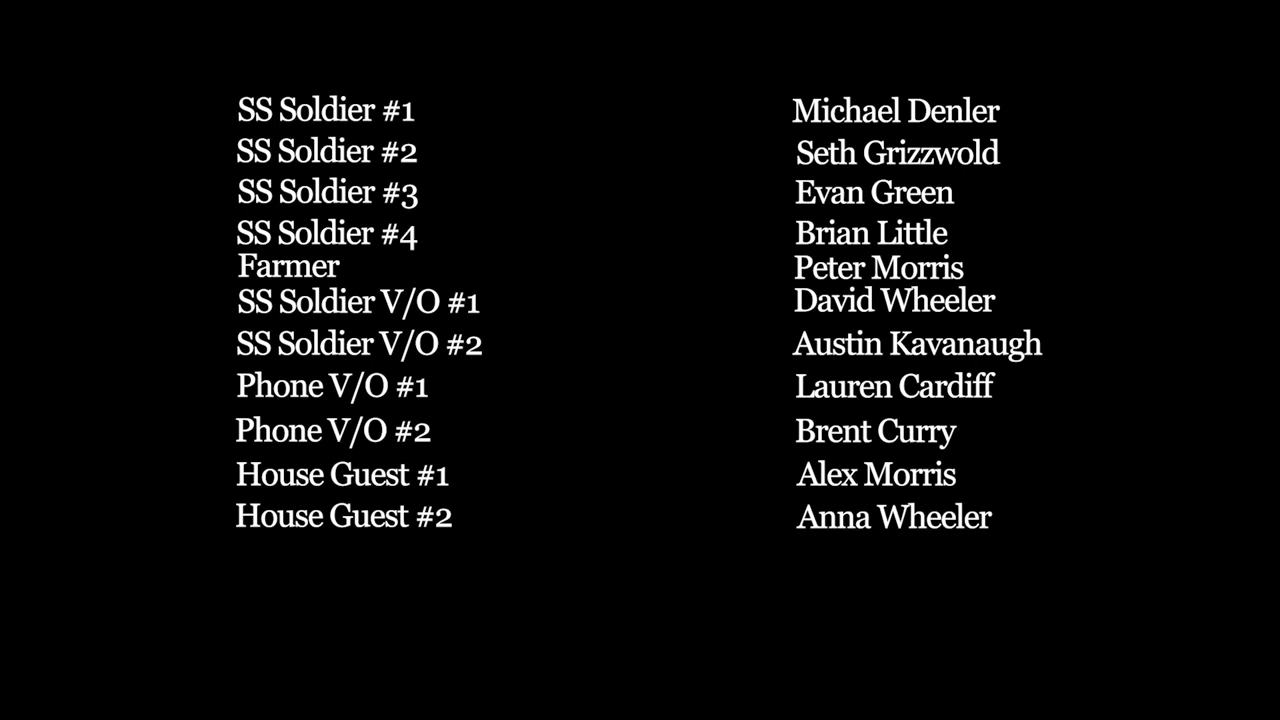 SS Soldier #1 Michael Denler
SS Soldier #2 Seth Grizzwold
SS Soldier #3 Evan Green
SS Soldier #4 Brian Little
Farmer Peter Morris
SS Soldier V/O #1 David Wheeler
SS Soldier V/O #2 Austin Kavanaugh
Phone V/O #1 Lauren Cardiff
Phone V/O #2 Brent Curry
House Guest #1 Alex Morris
House Guest #2 Anna Wheeler